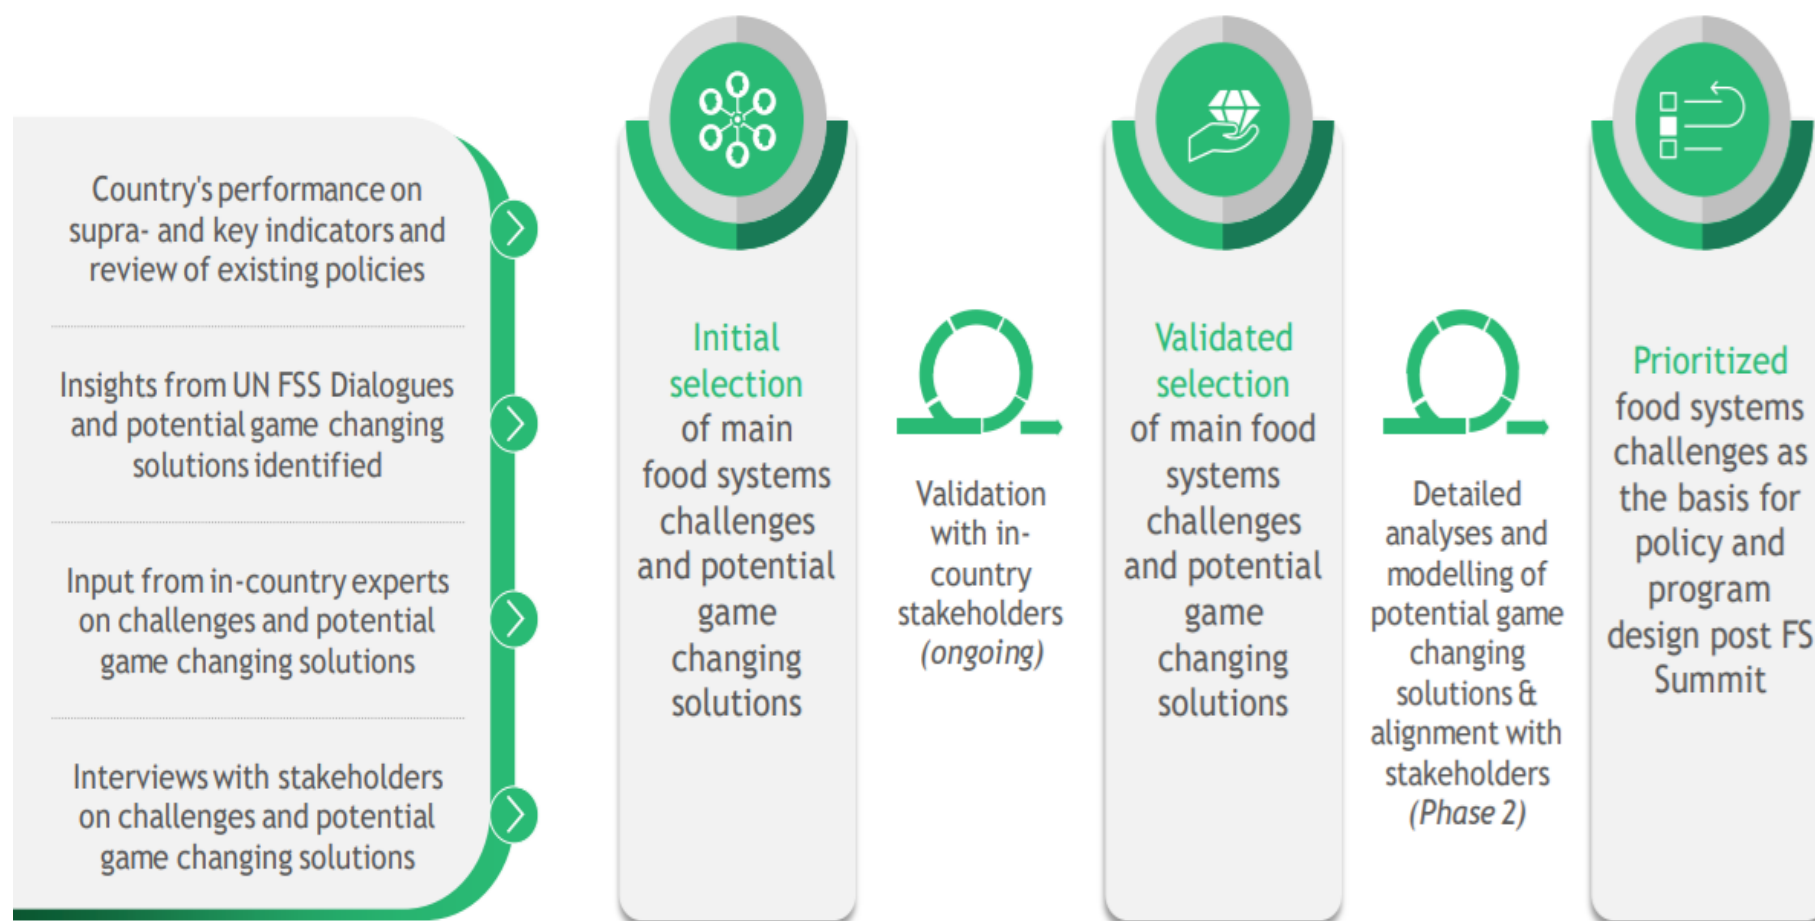 Country's performance on
supra- and key indicators and
review of existing policies
Insights from UN FSS Dialogues
and potential game changing
solutions identified
Input from in-country experts
on challenges and potential
game changing solutions
Interviews with stakeholders
on challenges and potential
game changing solutions
Initial
selection
of main
food systems
challenges
and potential
game
changing
solutions
Validation
with in-
country
stakeholders
(ongoing)
Validated
selection
of main food
systems
challenges
and potential
game
changing
solutions
Detailed
analyses and
modelling of
potential game
changing
solutions &
alignment with
stakeholders
(Phase 2)
Prioritized
food systems
challenges as
the basis for
policy and
program
design post FS
Summit